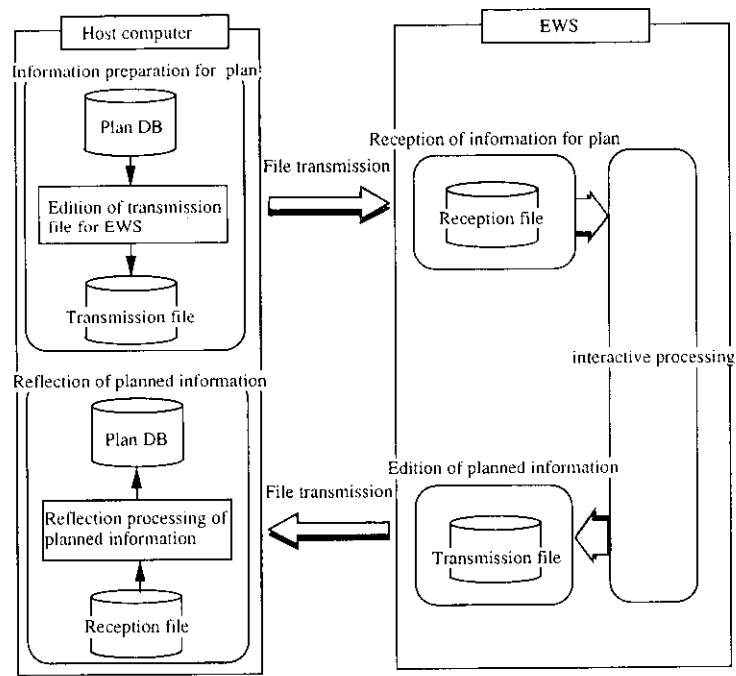 Host computer
EWS
Information preparation for plan
Plan DB
Edition of transmission
file for EWS
Transmission file
File transmission
Reception of information for plan
Reception file
interactive processing
Reflection of planned information
Plan DB
Reflection processing of
planned information
Reception file
File transmission
Edition of planned information
Transmission file